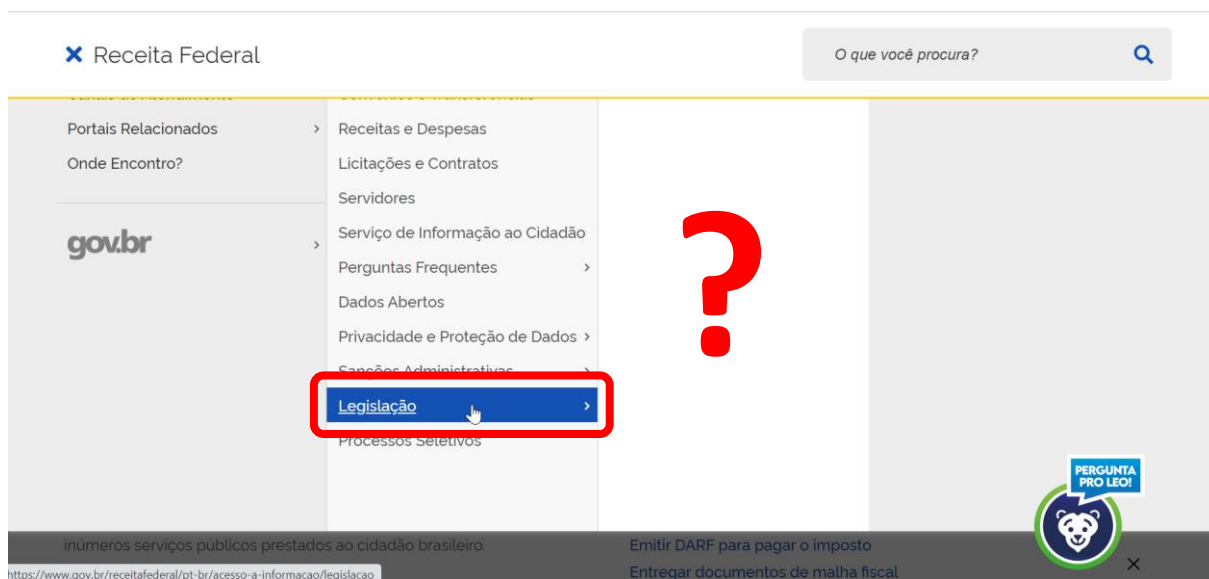 Receita Federal
O que você procura?
Portais Relacionados
Onde Encontro?
gov.br
Receitas e Despesas
Licitações e Contratos
Servidores
Serviço de Informação ao Cidadão
Perguntas Frequentes
Dados Abertos
Privacidade e Proteção de Dados
Sanções Administrativas
Legislação
Processos Seletivos
?
PERGUNTA
PRO LEO!
inúmeros serviços públicos prestados ao cidadão brasileiro.
Emitir DARF para pagar o imposto
Entregar documentos de malha fiscal
https://www.gov.br/receitafederal/pt-br/acesso-a-informacao/legislacao